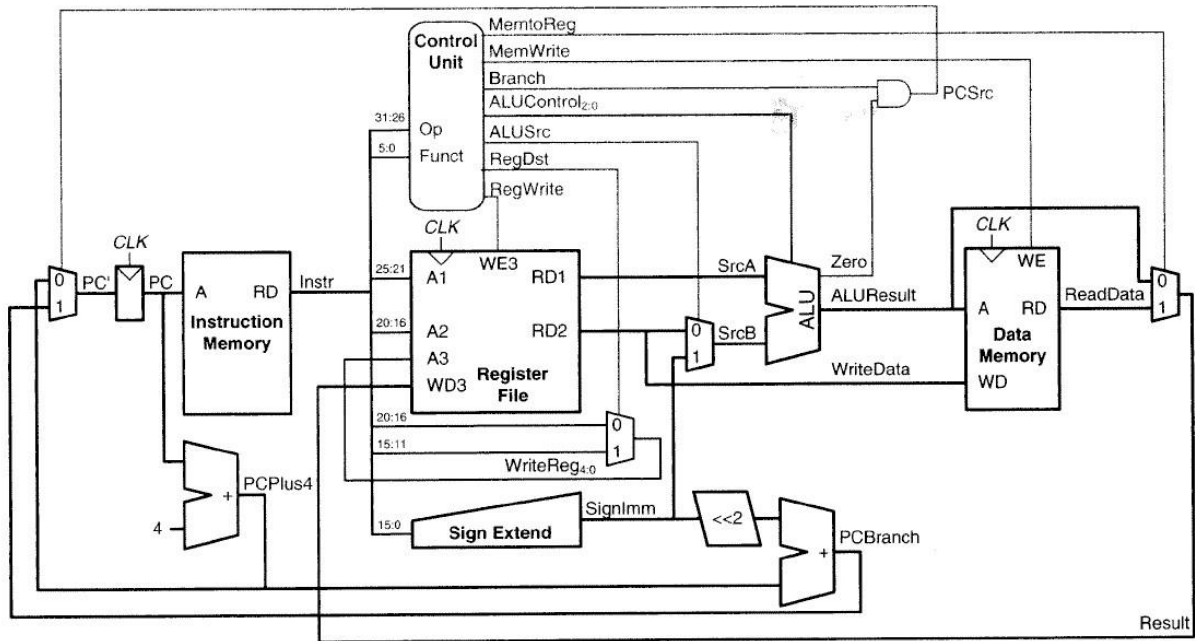 MemtoReg
Control Unit
MemWrite
Branch
ALUControl2:0
PCSrc
31:26
Op
ALUSrc
5:0
Funct
RegDst
RegWrite
CLK
CLK
CLK
WE3
WE
0
1
PC'
PC
A
RD
Instruction Memory
Instr
25:21
A1
RD1
SrcA
Zero
ALU
ALUResult
A
RD
ReadData
0
1
20:16
A2
RD2
0
1
SrcB
Data Memory
A3
WD3
Register File
WriteData
WD
20:16
0
15:11
1
WriteReg4:0
PCPlus4
+
4
SignImm
15:0
Sign Extend
<<2
+
PCBranch
Result